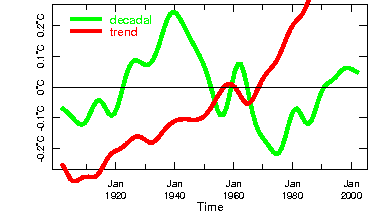 decadal
trend
0.2°C
0.1°C
0°C
-0.1°C
-0.2°C
Jan Jan Jan Jan Jan
1920 1940 1960 1980 2000
Time